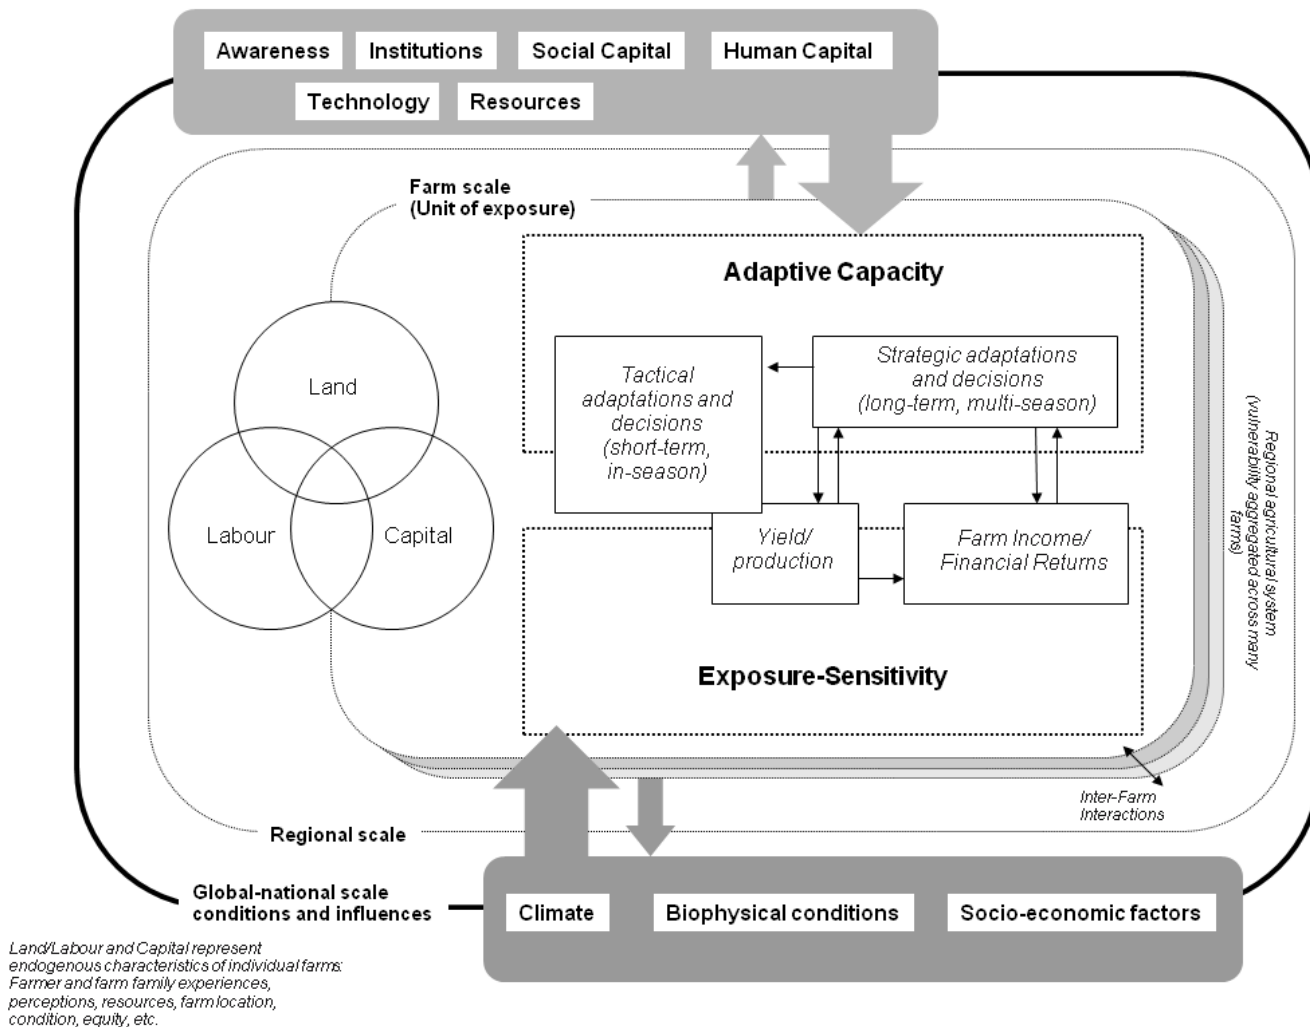 Awareness
Institutions
Social Capital
Human Capital
Technology
Resources
Farm scale
(Unit of exposure)
Adaptive Capacity
Tactical
adaptations and
decisions
(short-term,
in-season)
Strategic adaptations
and decisions
(long-term, multi-season)
Land
Labour
Capital
Yield/
production
Farm Income/
Financial Returns
Exposure-Sensitivity
Regional agricultural system
(vulnerability aggregated across many
farms)
Inter-Farm
Interactions
Regional scale
Global-national scale
conditions and influences
Climate
Biophysical conditions
Socio-economic factors
Land/Labour and Capital represent
endogenous characteristics of individual farms:
Farmer and farm family experiences,
perceptions, resources, farm location,
condition, equity, etc.